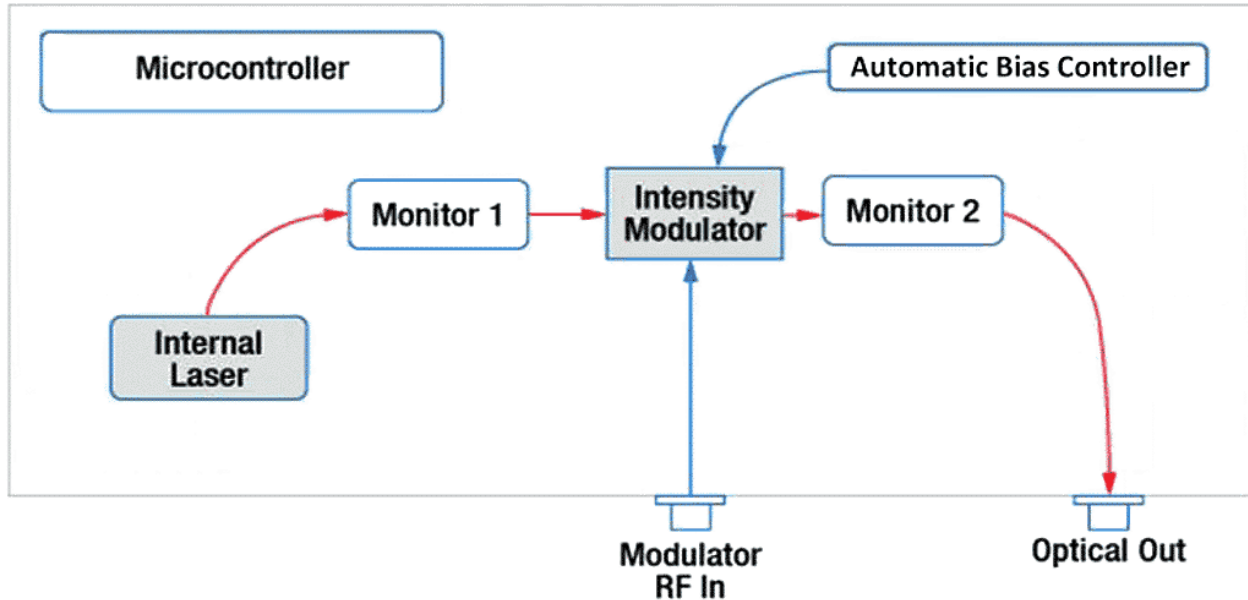 Microcontroller
Automatic Bias Controller
Monitor 1
Intensity
Modulator
Monitor 2
Internal
Laser
Modulator
RF In
Optical Out